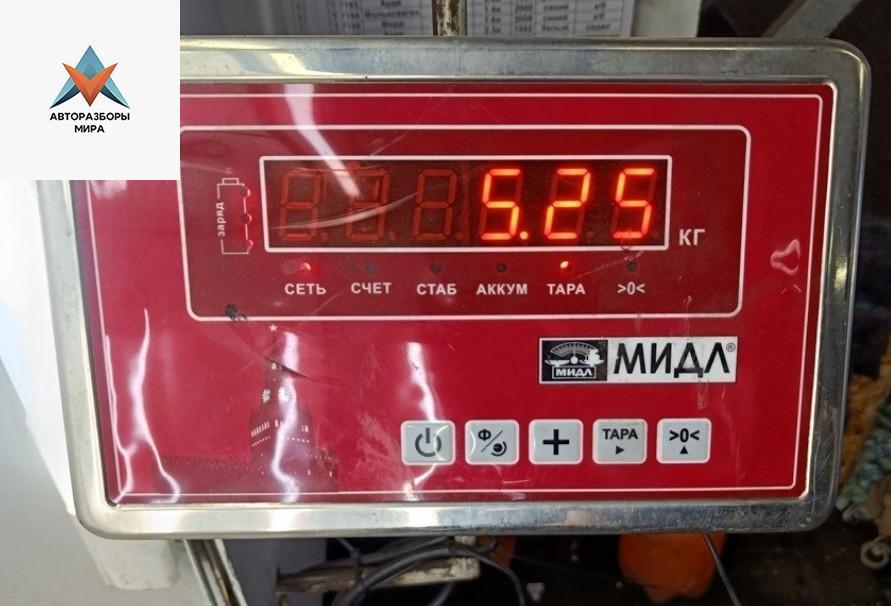 АВТОРАЗБОРЫ
МИРА
5.25
КГ
заряд
СЕТЬ СЧЕТ СТАБ АККУМ ТАРА >0<
МИДЛ МИДЛ®
Ф + ТАРА >0<